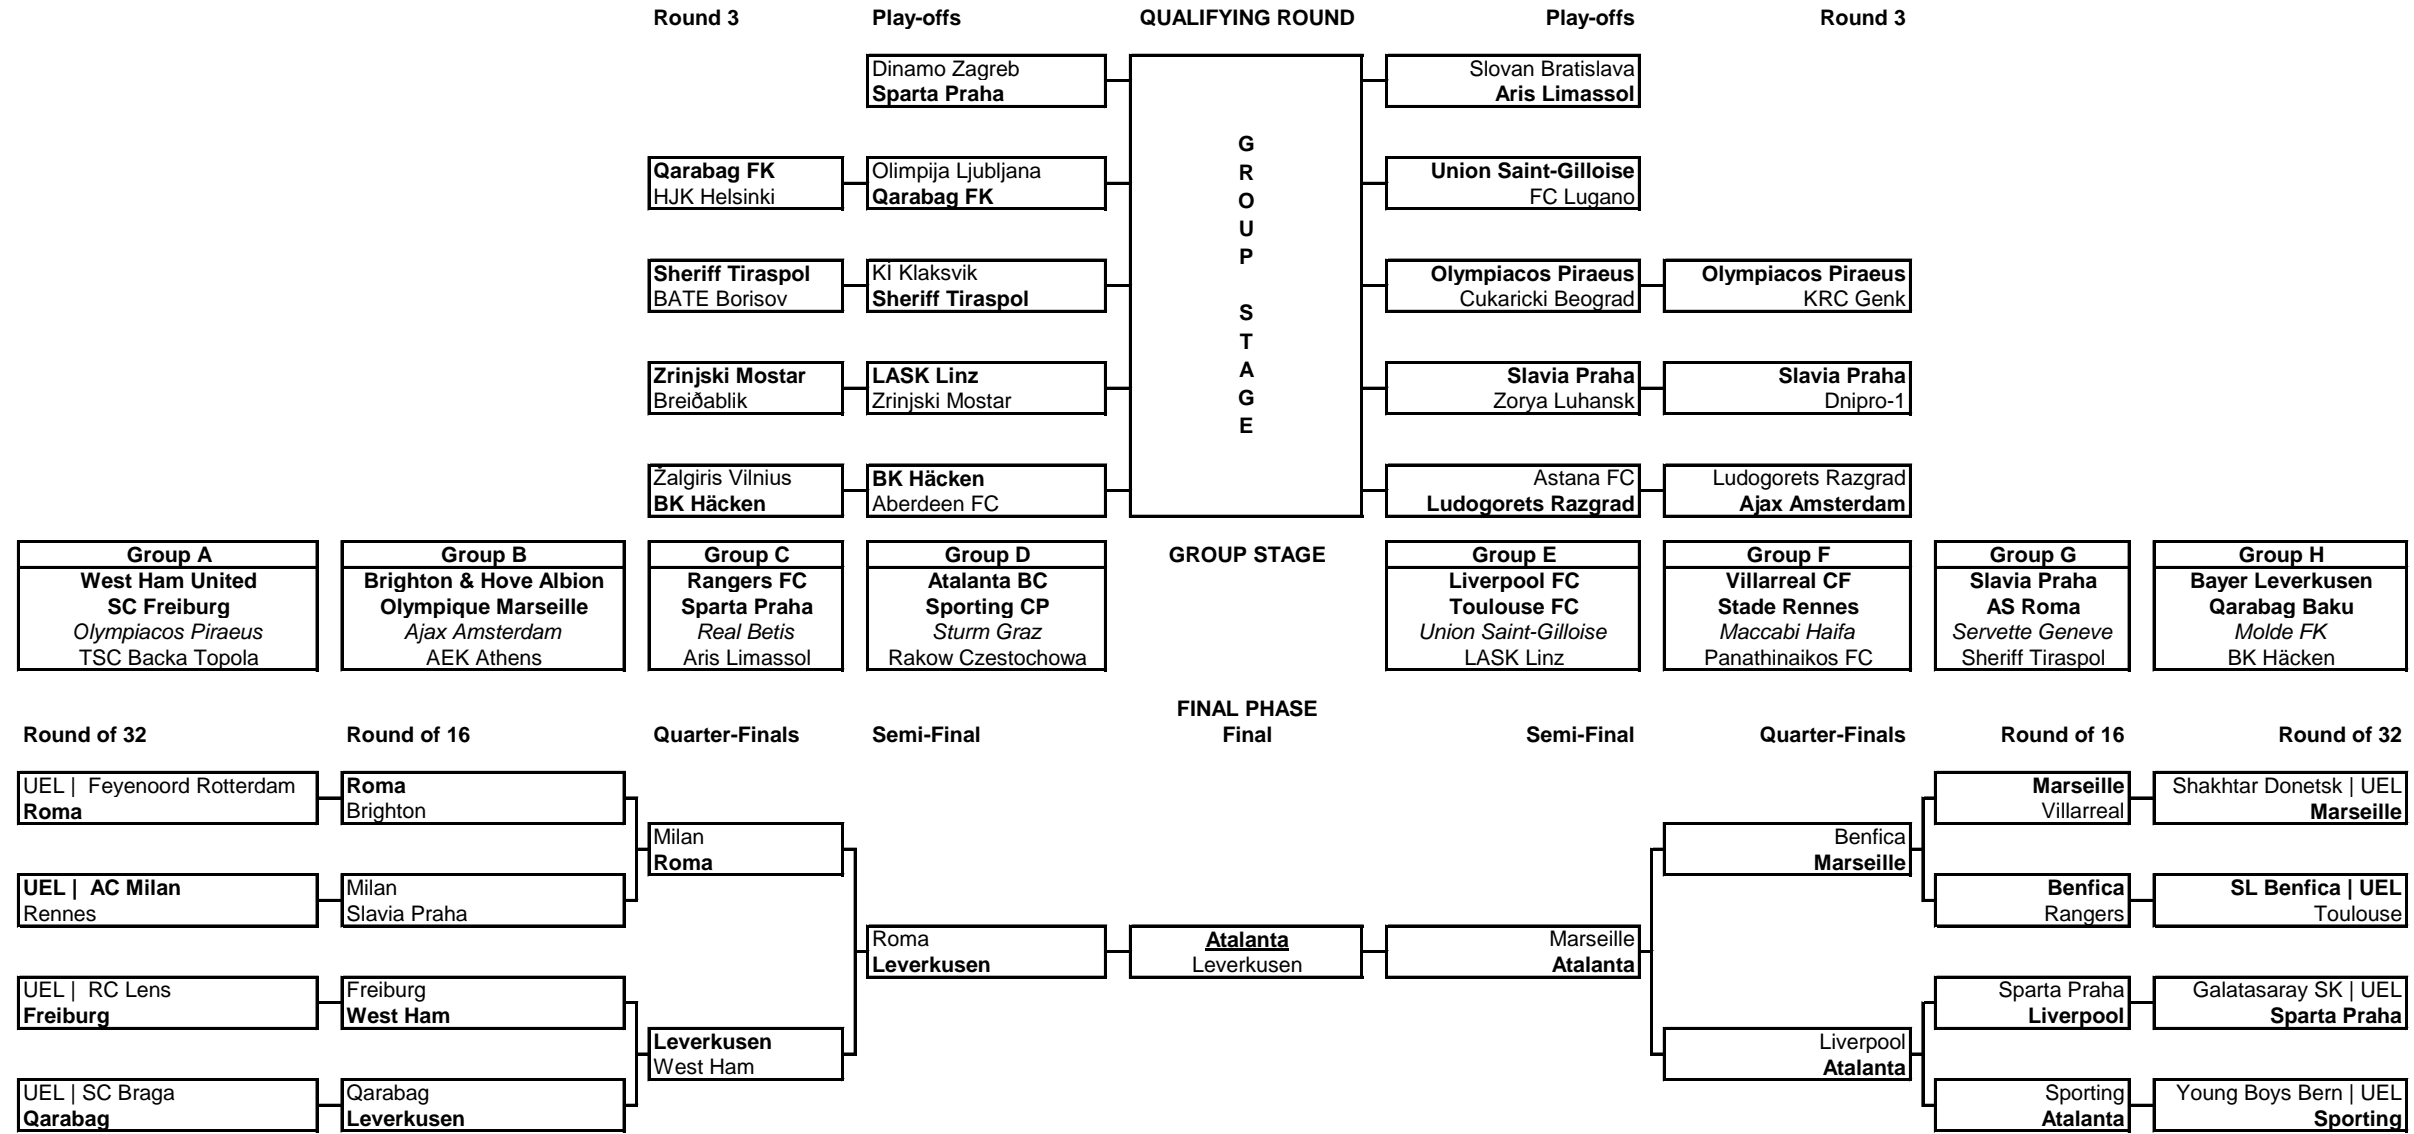 Round 3 Play-offs QUALIFYING ROUND Play-offs Round 3
Dinamo Zagreb Slovan Bratislava
Sparta Praha Aris Limassol
G
R
O
U
P
S
T
A
G
E
Qarabag FK Olimpija Ljubljana Union Saint-Gilloise
HJK Helsinki Qarabag FK FC Lugano
Sheriff Tiraspol KÍ Klaksvik Olympiacos Piraeus Olympiacos Piraeus
BATE Borisov Sheriff Tiraspol Cukaricki Beograd KRC Genk
Zrinjski Mostar LASK Linz Slavia Praha Slavia Praha
Breiðablik Zrinjski Mostar Zorya Luhansk Dnipro-1
Žalgiris Vilnius BK Häcken Astana FC Ludogorets Razgrad
BK Häcken Aberdeen FC Ludogorets Razgrad Ajax Amsterdam
Group A Group B Group C Group D GROUP STAGE Group E Group F Group G Group H
West Ham United Brighton & Hove Albion Rangers FC Atalanta BC Liverpool FC Villarreal CF Slavia Praha Bayer Leverkusen
SC Freiburg Olympique Marseille Sparta Praha Sporting CP Toulouse FC Stade Rennes AS Roma Qarabag Baku
Olympiacos Piraeus Ajax Amsterdam Real Betis Sturm Graz Union Saint-Gilloise Maccabi Haifa Servette Geneve Molde FK
TSC Backa Topola AEK Athens Aris Limassol Rakow Czestochowa LASK Linz Panathinaikos FC Sheriff Tiraspol BK Häcken
FINAL PHASE
Round of 32 Round of 16 Quarter-Finals Semi-Final Final Semi-Final Quarter-Finals Round of 16 Round of 32
UEL | Feyenoord Rotterdam Roma Marseille Shakhtar Donetsk | UEL
Roma Brighton Villarreal Marseille
Milan Benfica
Roma Marseille
UEL | AC Milan Milan Benfica SL Benfica | UEL
Rennes Slavia Praha Rangers Toulouse
Roma Atalanta Marseille
Leverkusen Leverkusen Atalanta
UEL | RC Lens Freiburg Sparta Praha Galatasaray SK | UEL
Freiburg West Ham Liverpool Sparta Praha
Leverkusen Liverpool
West Ham Atalanta
UEL | SC Braga Qarabag Sporting Young Boys Bern | UEL
Qarabag Leverkusen Atalanta Sporting